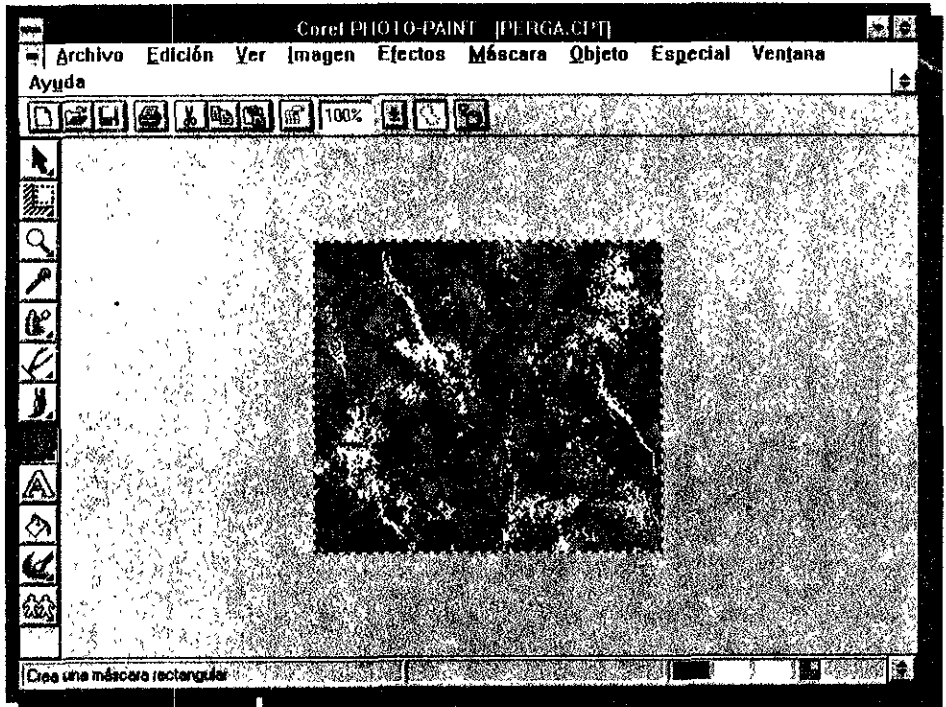 Corel PHOTO-PAINT - [PERGA.CPT]
Archivo Edición Ver Imagen Efectos Máscara Objeto Especial Ventana
Ayuda
100%
Crea una máscara rectangular